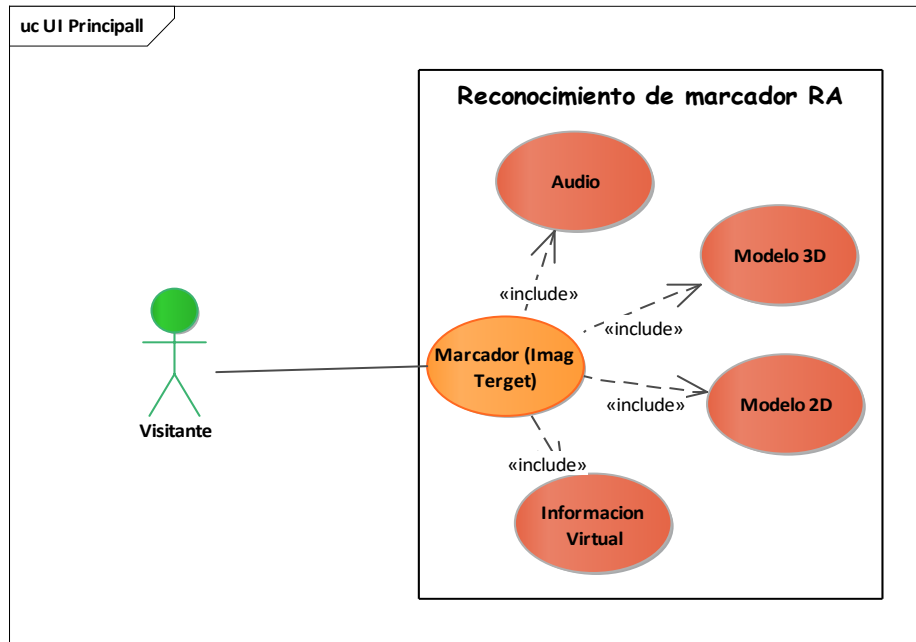 uc UI Principall
Reconocimiento de marcador RA
Audio
Modelo 3D
«include»
«include»
Marcador (Imag
Terget)
Modelo 2D
«include»
Visitante
«include»
Informacion
Virtual